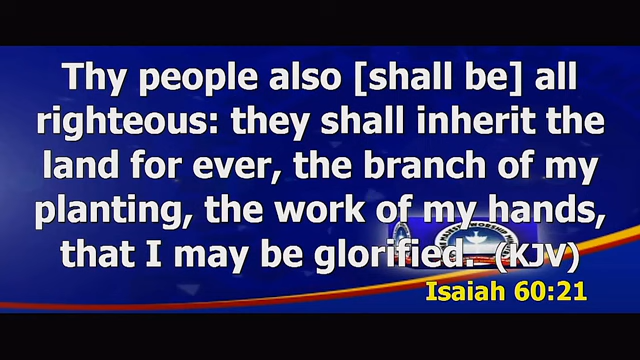 Thy people also [shall be] all
righteous: they shall inherit the
land for ever, the branch of my
planting, the work of my hands,
that I may be glorified. (KJV)
Isaiah 60:21
WORSHIP